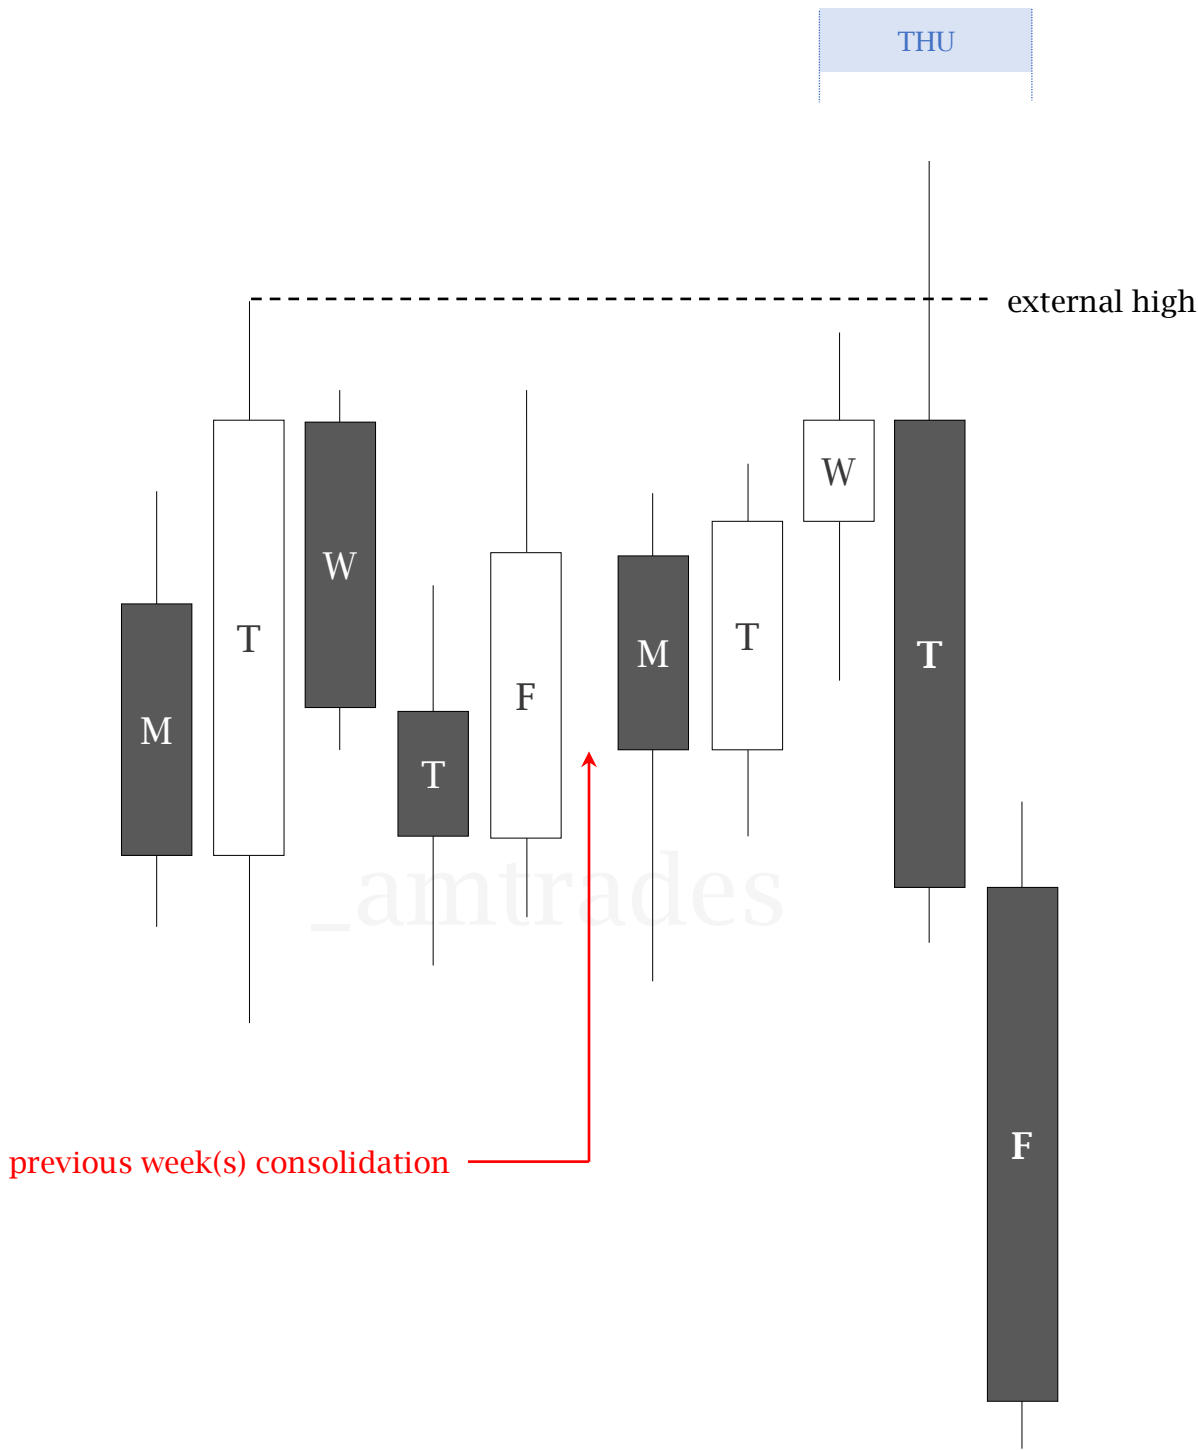 THU
external high
M
T
W
T
F
M
T
W
T
F
_amtrades
previous week(s) consolidation